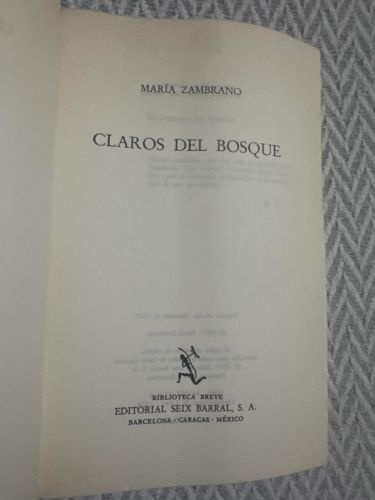 MARÍA ZAMBRANO
CLAROS DEL BOSQUE
BIBLIOTECA BREVE
EDITORIAL SEIX BARRAL, S. A.
BARCELONA - CARACAS - MÉXICO